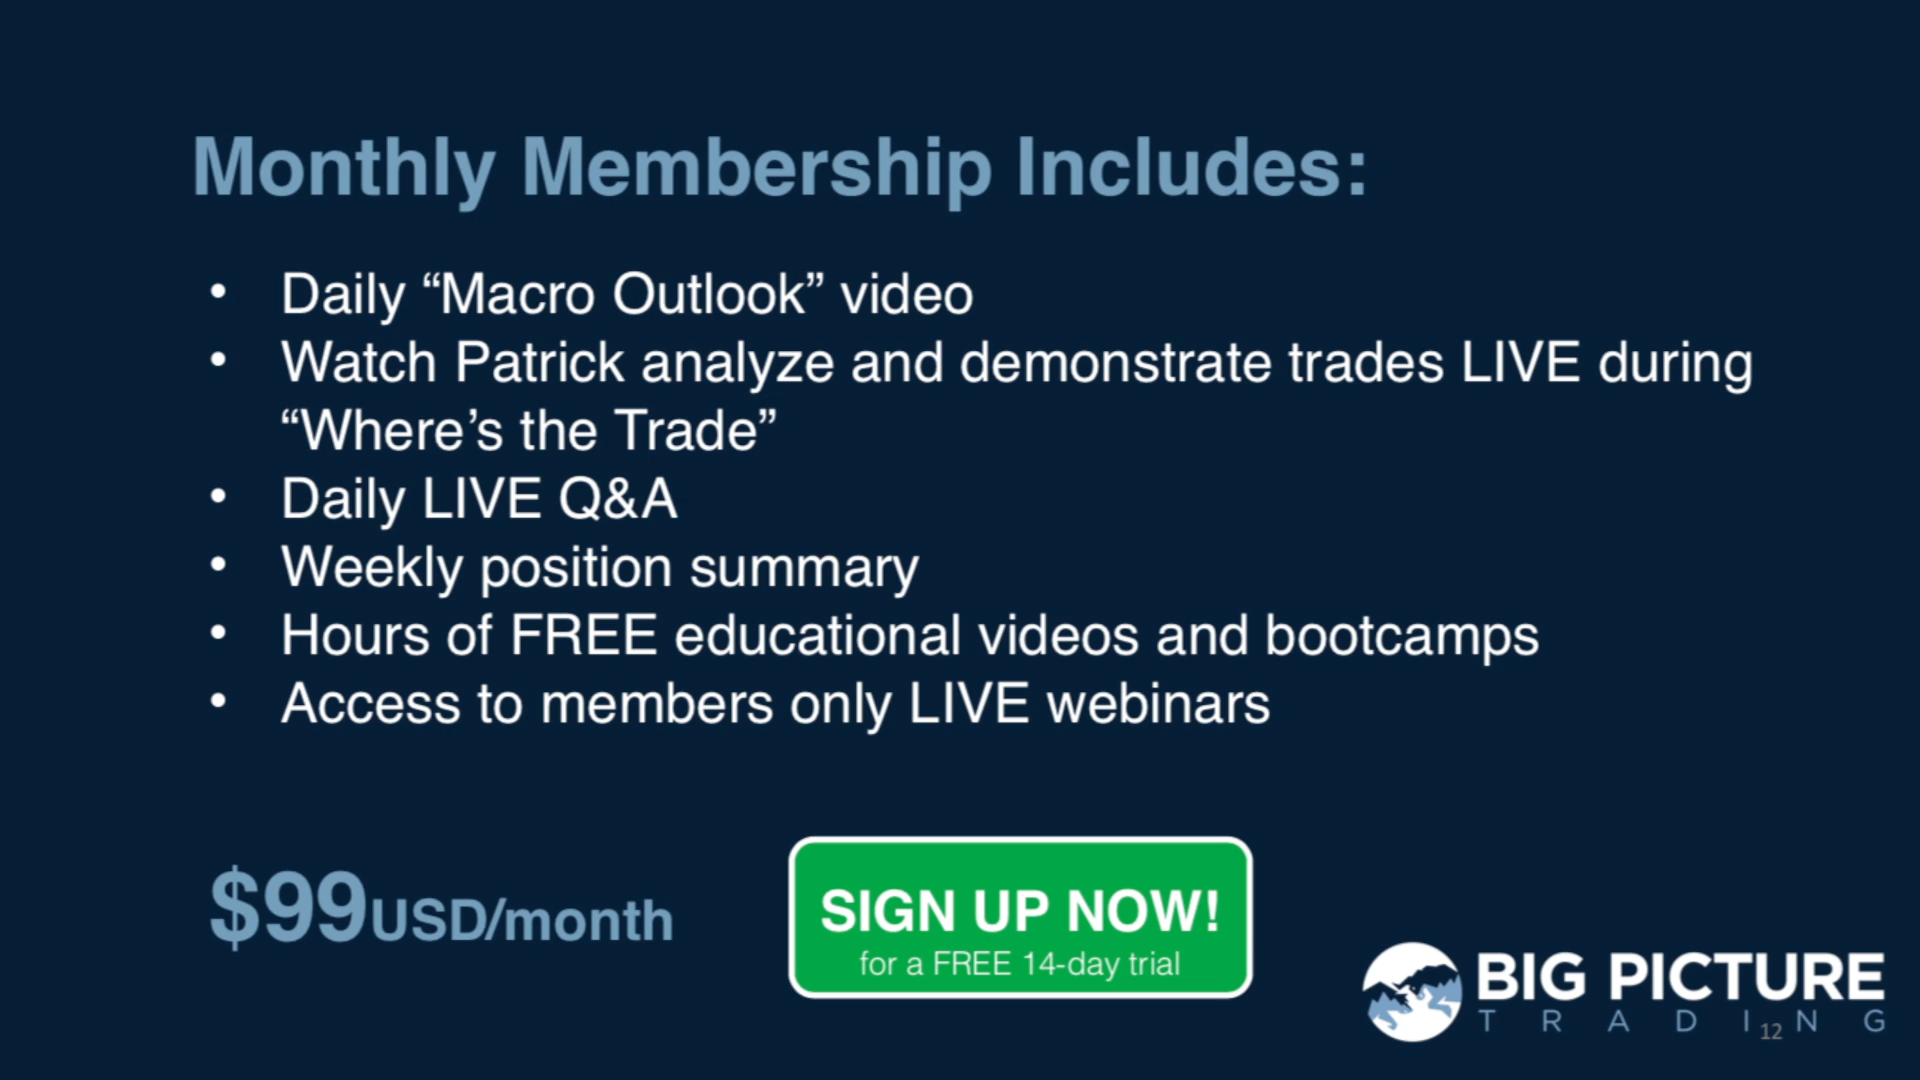 Monthly Membership Includes:
• Daily “Macro Outlook” video
• Watch Patrick analyze and demonstrate trades LIVE during
“Where’s the Trade”
• Daily LIVE Q&A
• Weekly position summary
• Hours of FREE educational videos and bootcamps
• Access to members only LIVE webinars
$99USD/month
SIGN UP NOW!
for a FREE 14-day trial
BIG PICTURE
TRADING
12